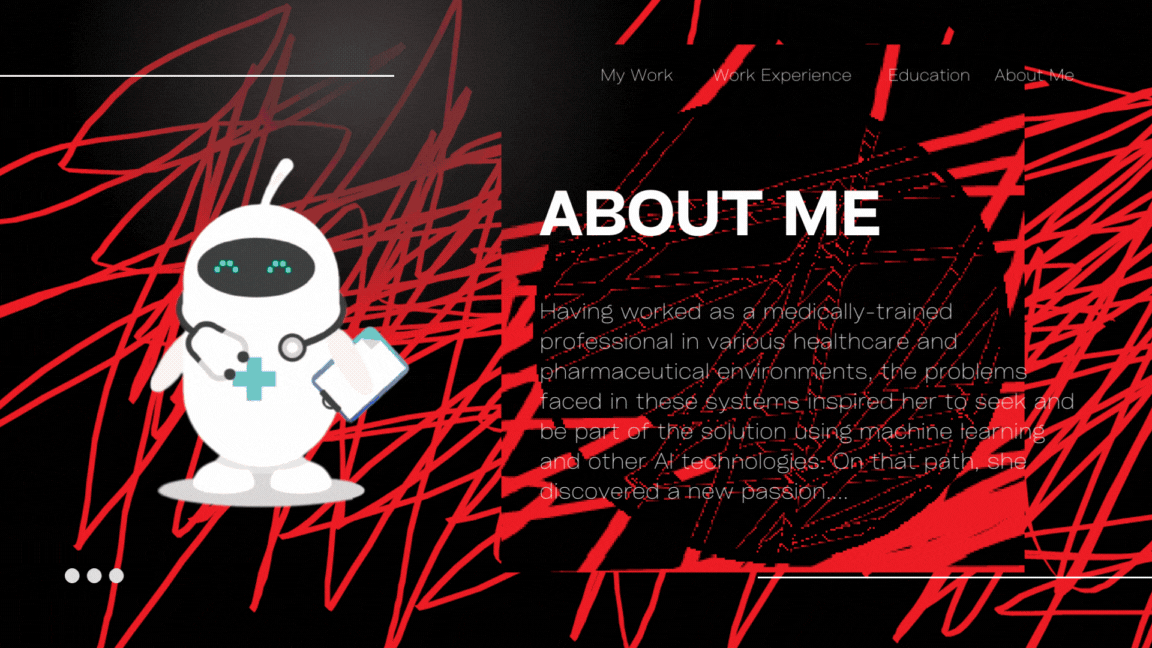 My Work Work Experience Education About Me
ABOUT ME
Having worked as a medically-trained
professional in various healthcare and
pharmaceutical environments, the problems
faced in these systems inspired her to seek and
be part of the solution using machine learning
and other AI technologies. On that path, she
discovered a new passion....